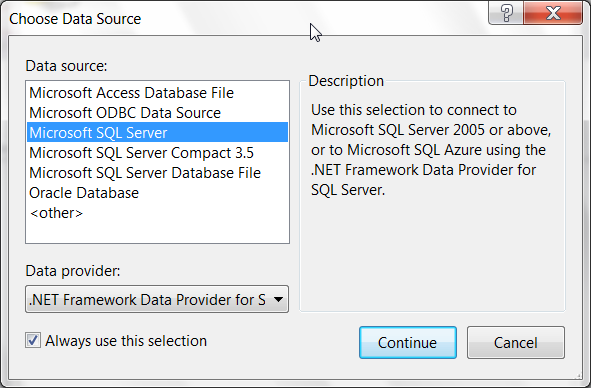 Choose Data Source
Data source:
Microsoft Access Database File
Microsoft ODBC Data Source
Microsoft SQL Server
Microsoft SQL Server Compact 3.5
Microsoft SQL Server Database File
Oracle Database
<other>
Data provider:
.NET Framework Data Provider for S
Always use this selection
Description
Use this selection to connect to
Microsoft SQL Server 2005 or above,
or to Microsoft SQL Azure using the
.NET Framework Data Provider for
SQL Server.
Continue
Cancel